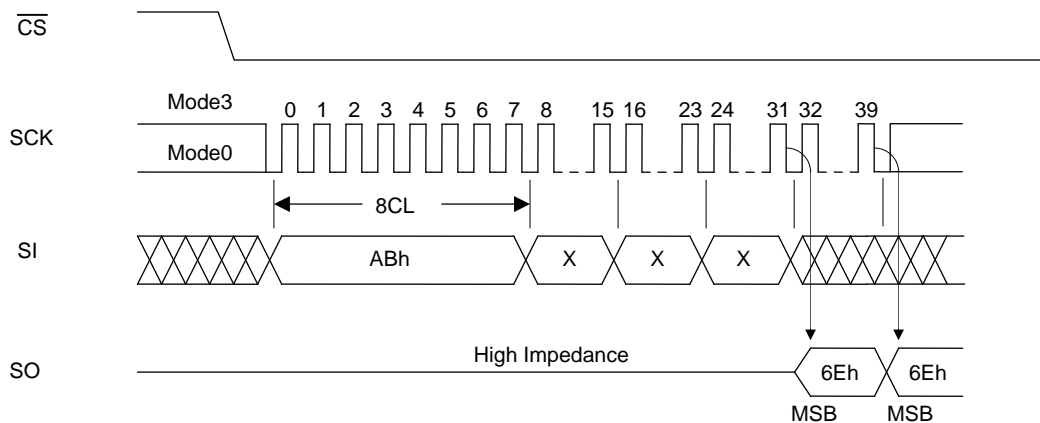 CS
Mode3
0 1 2 3 4 5 6 7 8 15 16 23 24 31 32 39
SCK
Mode0
8CL
SI
ABh X X X
High Impedance
SO
6Eh 6Eh
MSB MSB